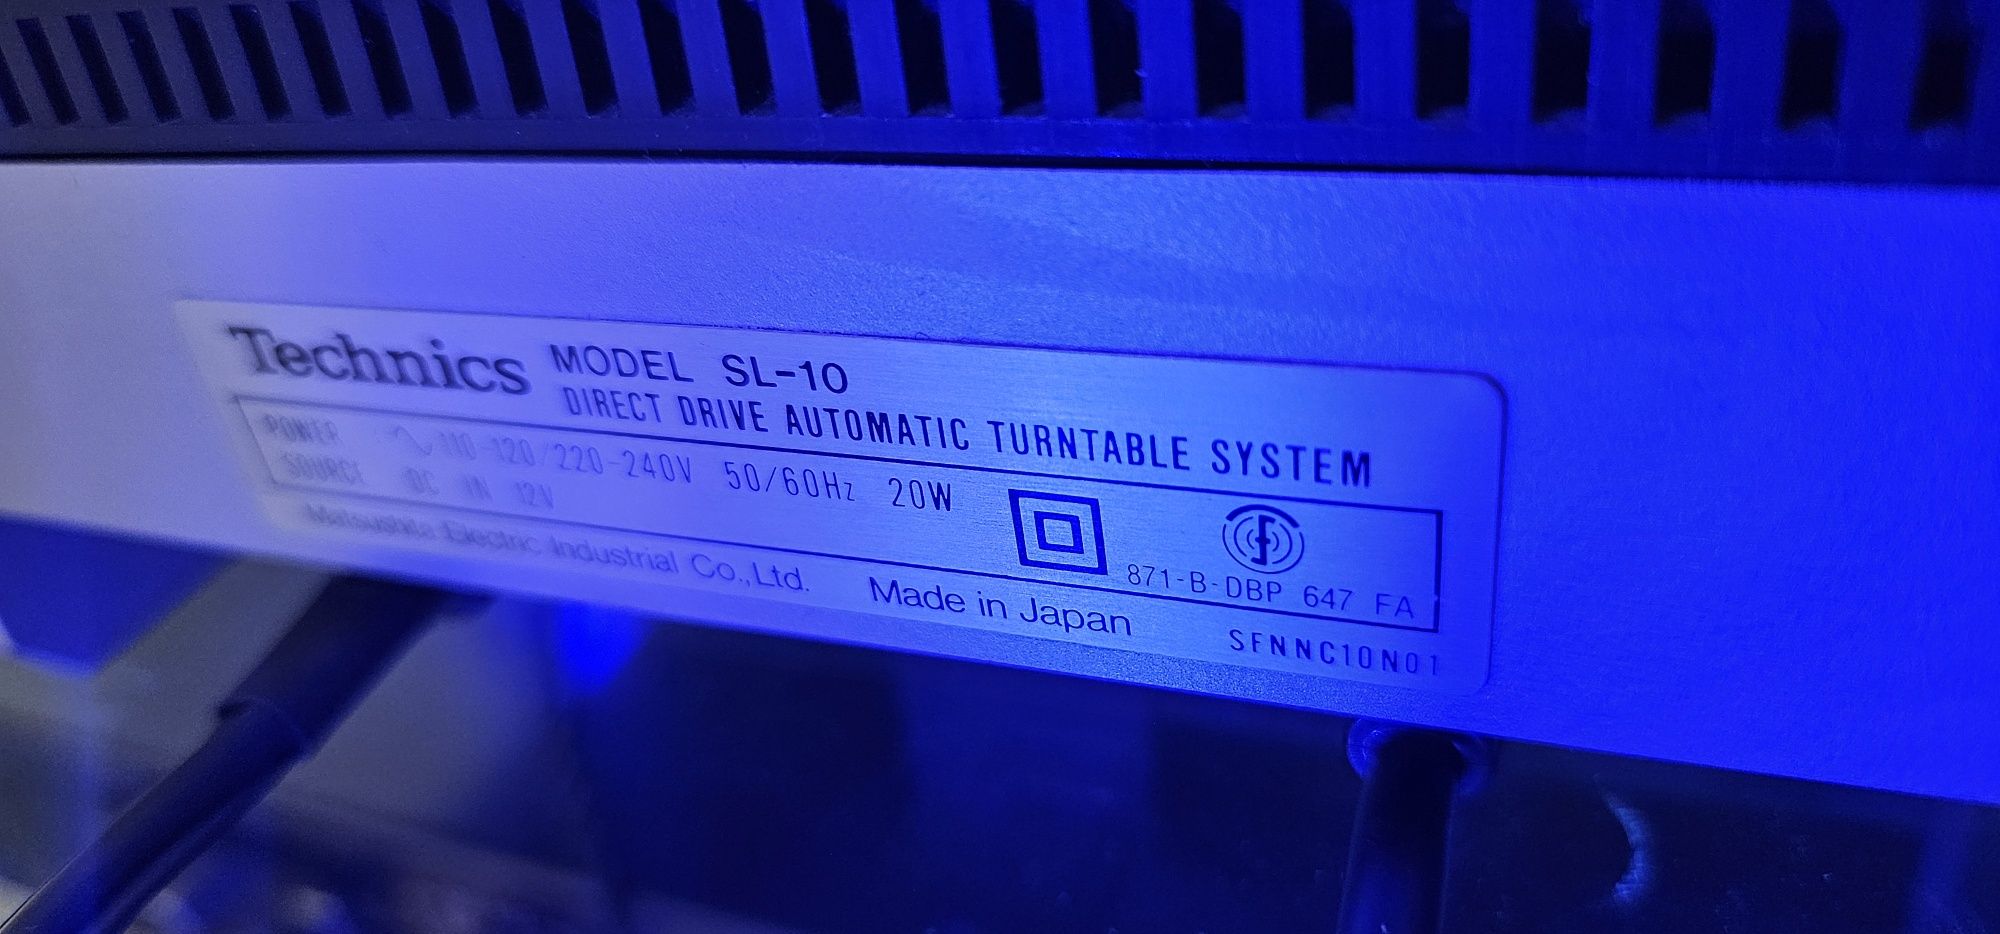 Technics MODEL SL-10
DIRECT DRIVE AUTOMATIC TURNTABLE SYSTEM
POWER SOURCE ∿110-120/220-240V 50/60Hz 20W
DC IN 12V
871-B-DBP 647 FA
Matsushita Electric Industrial Co.,Ltd. Made in Japan
SFNNC10N01